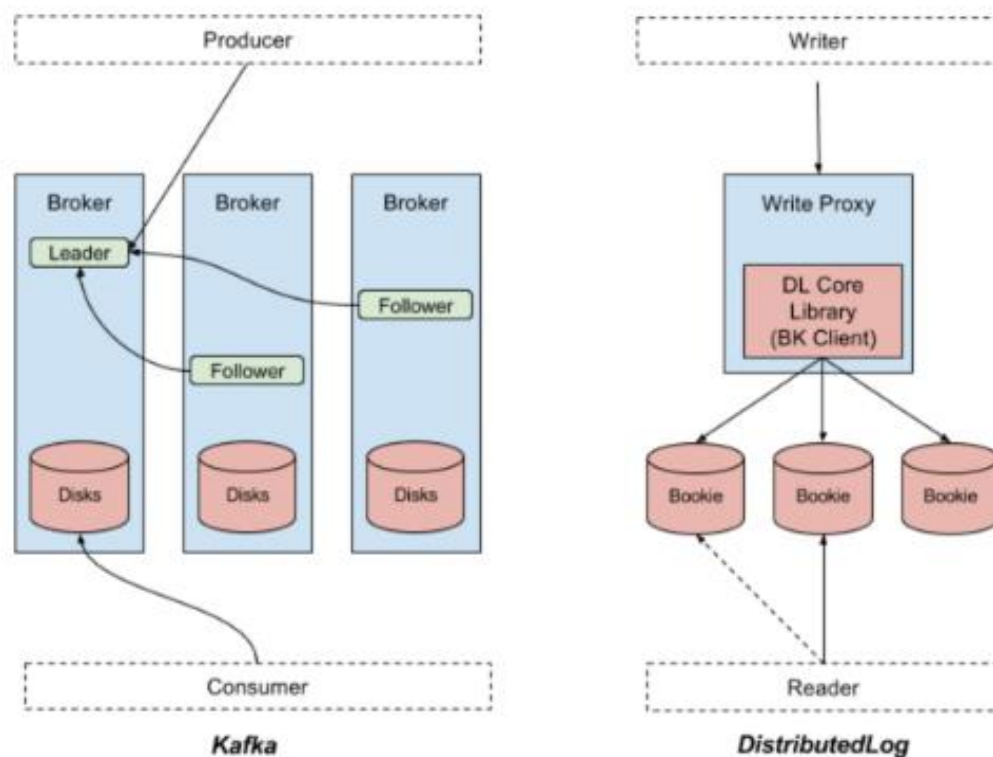 Producer
Broker
Broker
Broker
Leader
Follower
Follower
Disks
Disks
Disks
Consumer
Kafka
Writer
Write Proxy
DL Core
Library
(BK Client)
Bookie
Bookie
Bookie
Reader
DistributedLog